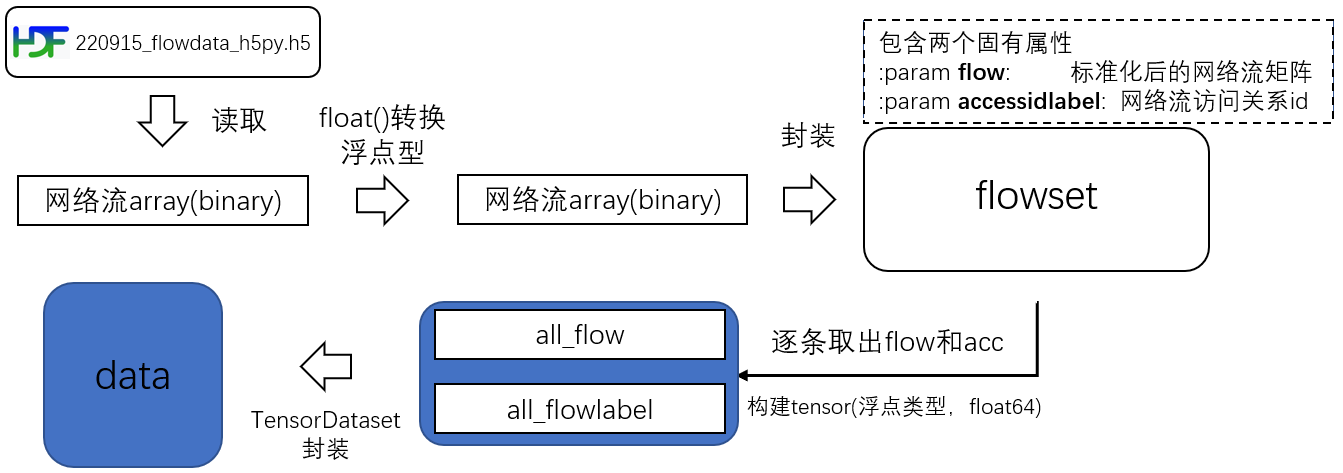 HDF 220915_flowdata_h5py.h5
读取
float()转换
浮点型
网络流array(binary)
网络流array(binary)
封装
包含两个固有属性
:param flow: 标准化后的网络流矩阵
:param accessidlabel: 网络流访问关系id
flowset
逐条取出flow和acc
构建tensor(浮点类型，float64)
all_flow
all_flowlabel
TensorDataset
封装
data